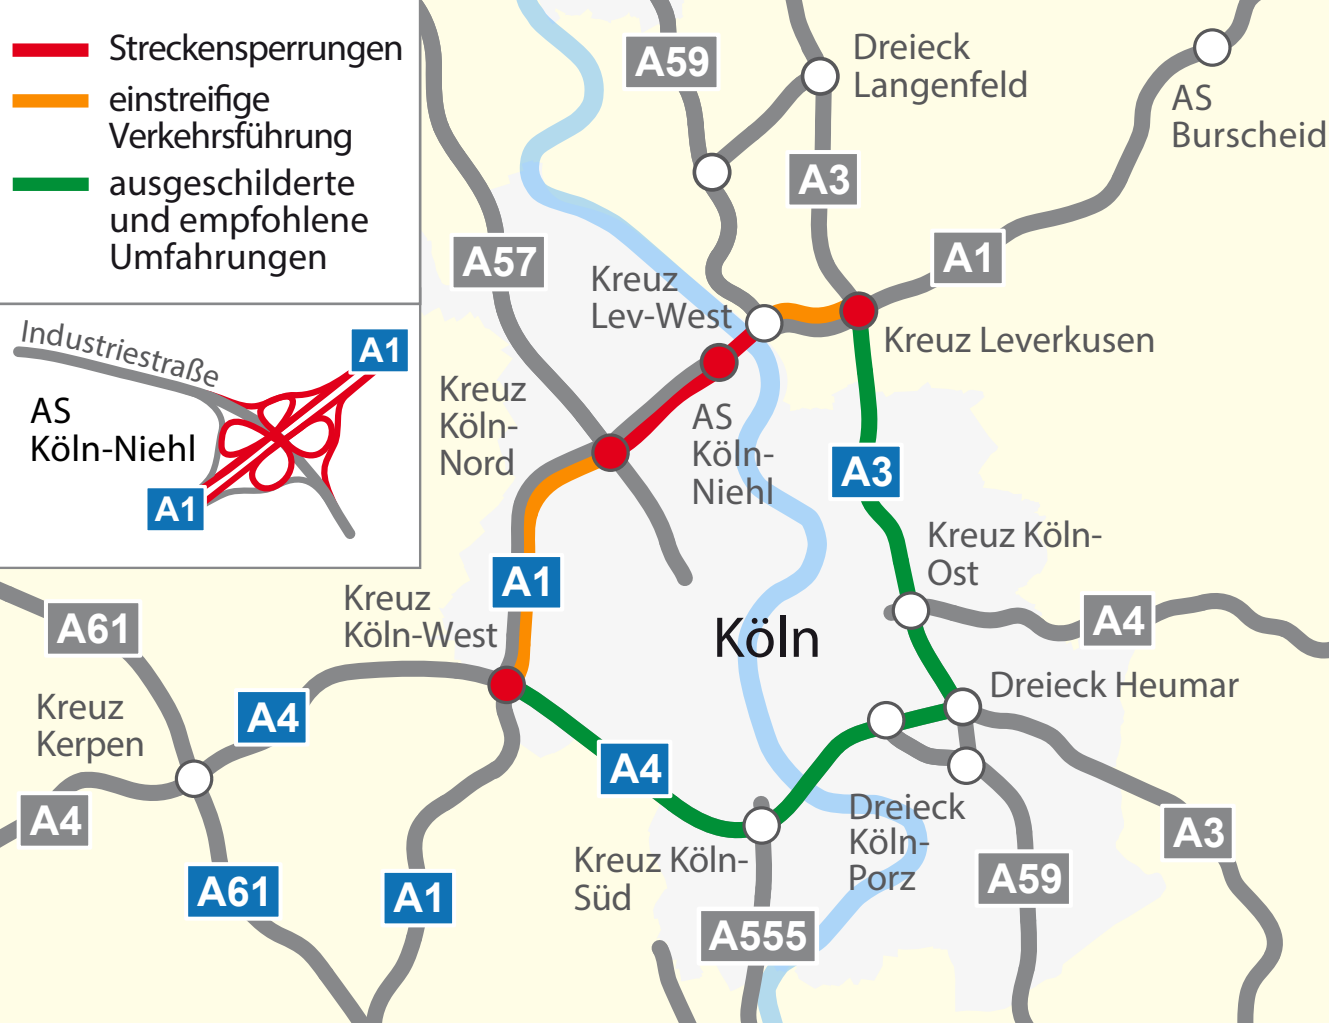 Streckensperrungen
einstreifige
Verkehrsführung
ausgeschilderte
und empfohlene
Umfahrungen
Industriestraße
A1
AS
Köln-Niehl
A1
A59
Dreieck
Langenfeld
AS
Burscheid
A3
A57
A1
Kreuz
Lev-West
Kreuz Leverkusen
Kreuz
Köln-
Nord
AS
Köln-
Niehl
A3
Kreuz Köln-
Ost
A1
Kreuz
Köln-West
A61
Köln
A4
Dreieck Heumar
Kreuz
Kerpen
A4
A4
A4
Dreieck
Köln-
Porz
A3
Kreuz Köln-
Süd
A61
A1
A59
A555